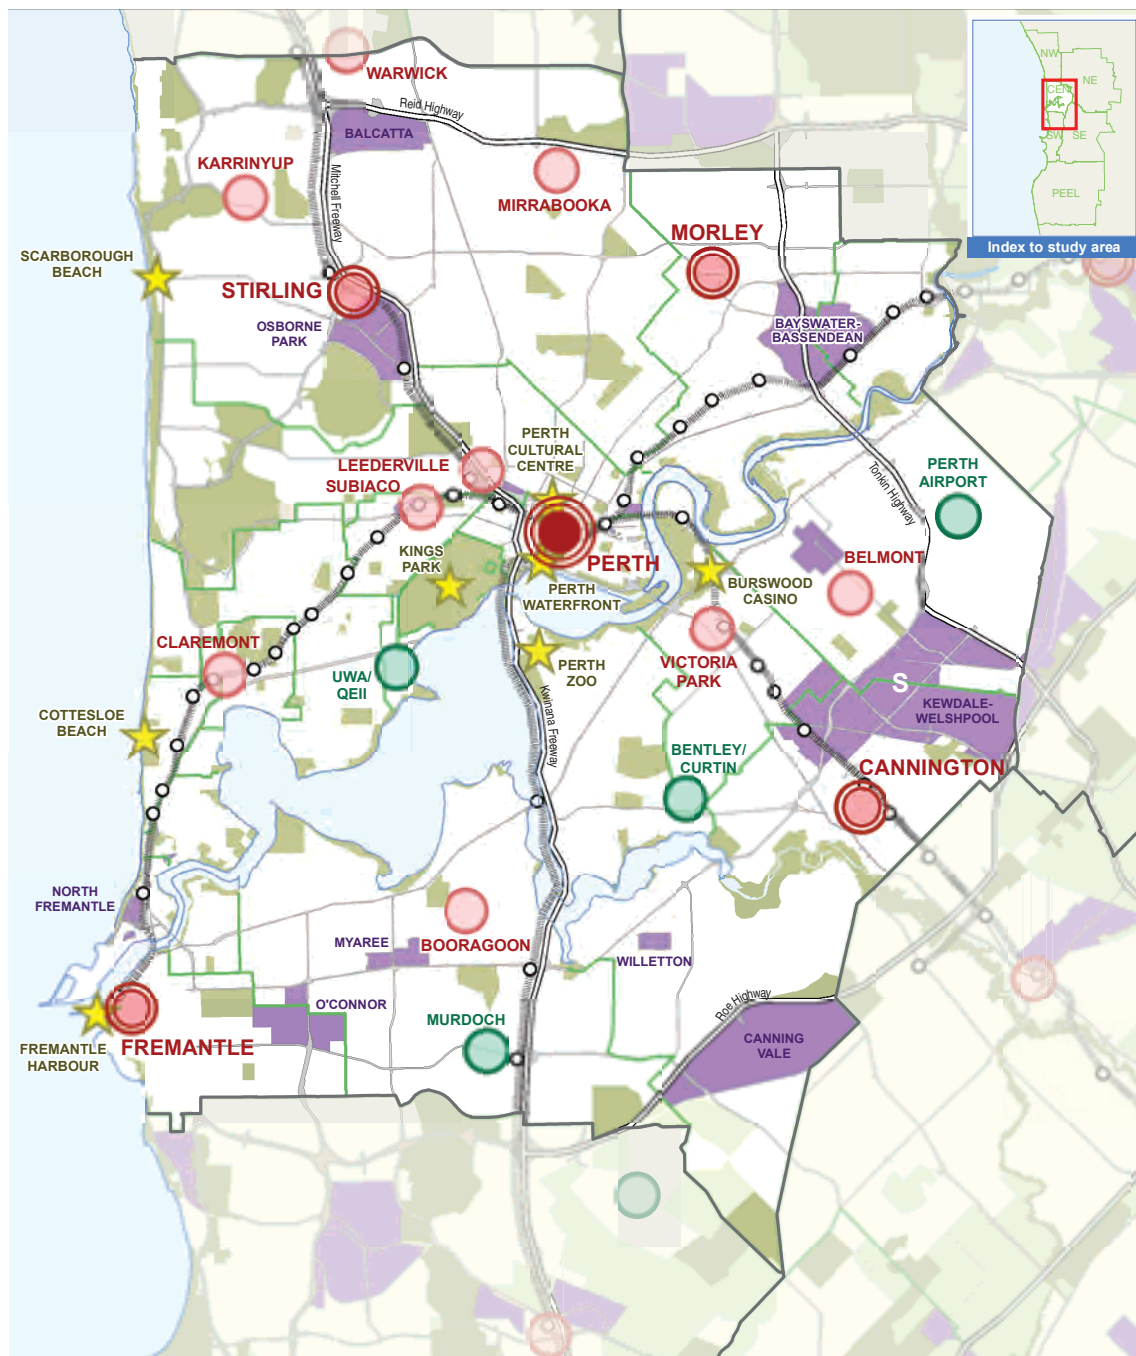 WARWICK
Reid Highway
BALCATTA
KARRINYUP
Mitchell Freeway
MIRRABOOKA
MORLEY
NW
NE
CEN
SW
SE
PEEL
Index to study area
SCARBOROUGH
BEACH
STIRLING
OSBORNE
PARK
BAYSWATER-
BASSENDEAN
PERTH
CULTURAL
CENTRE
LEEDERVILLE
SUBIACO
Tonkin Highway
PERTH
AIRPORT
KINGS
PARK
PERTH
BELMONT
PERTH
WATERFRONT
BURSWOOD
CASINO
CLAREMONT
UWA/
QEII
PERTH
ZOO
VICTORIA
PARK
S
KEWDALE-
WELSHPOOL
COTTESLOE
BEACH
Kwinana Freeway
BENTLEY/
CURTIN
CANNINGTON
NORTH
FREMANTLE
MYAREE
BOORAGOON
WILLETTON
O'CONNOR
MURDOCH
Roe Highway
CANNING
VALE
FREMANTLE
FREMANTLE
HARBOUR